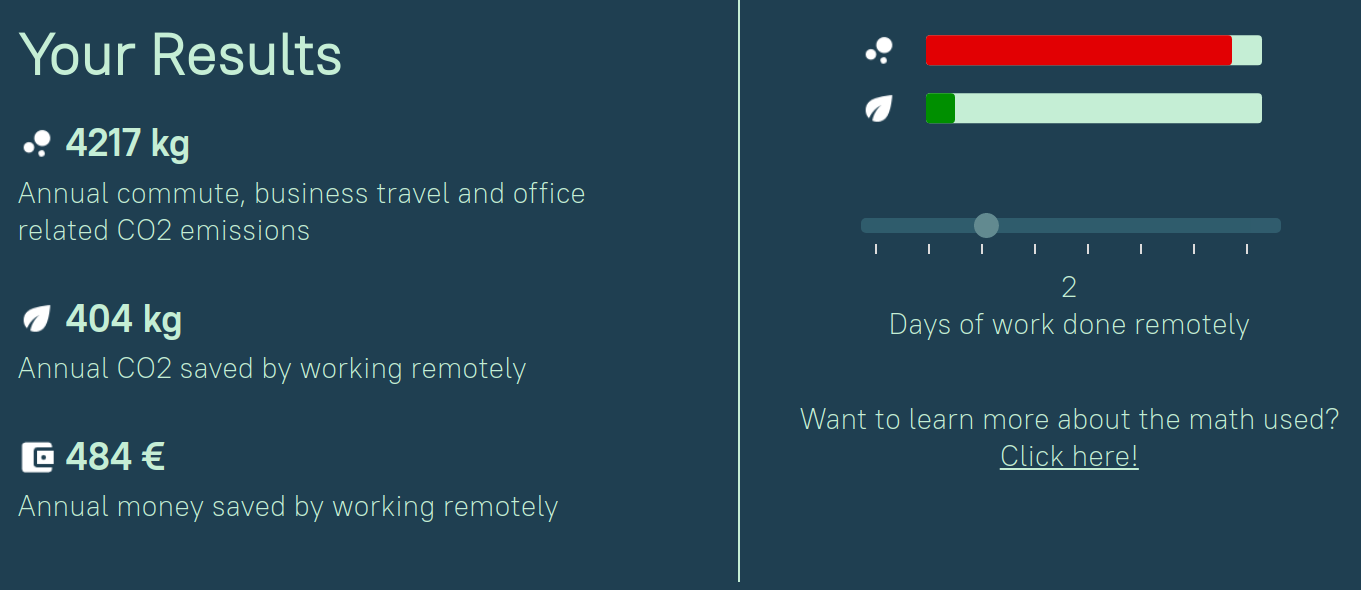 Your Results
4217 kg
Annual commute, business travel and office
related CO2 emissions
404 kg
Annual CO2 saved by working remotely
484 €
Annual money saved by working remotely
2
Days of work done remotely
Want to learn more about the math used?
Click here!